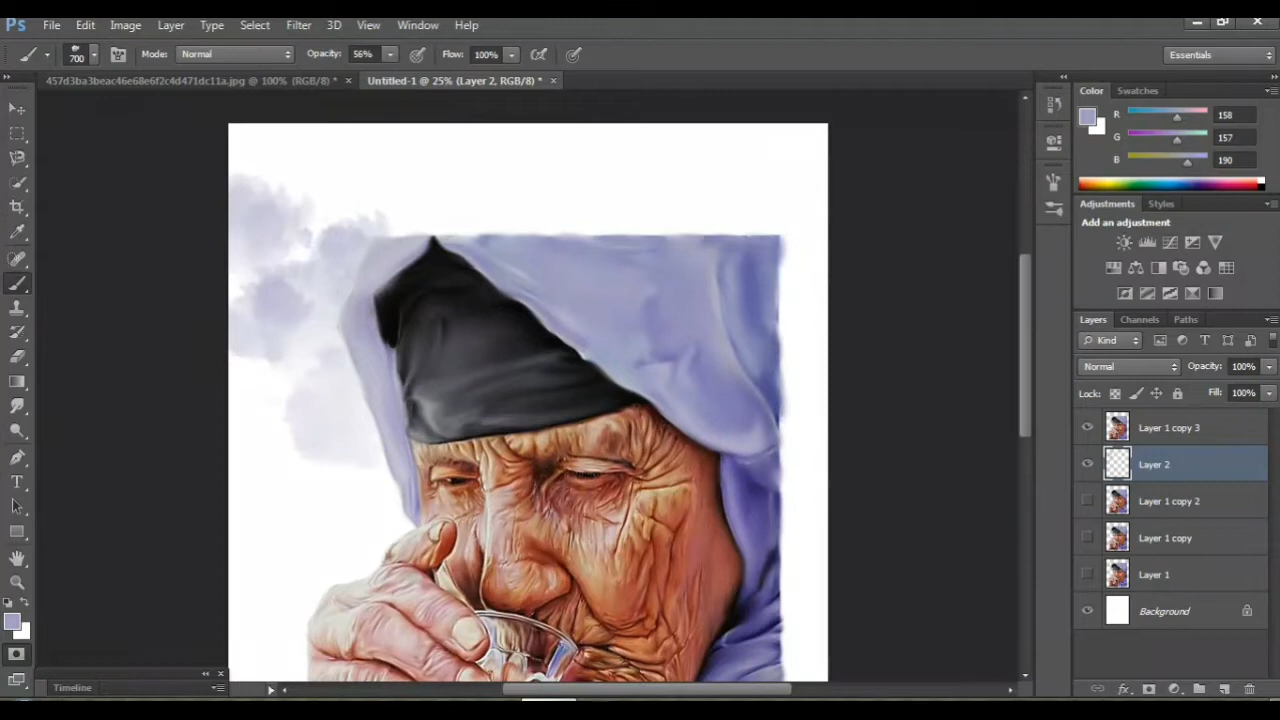 Ps File Edit Image Layer Type Select Filter 3D View Window Help
700 Mode: Normal Opacity: 56% Flow: 100% Essentials
457d3ba3beac46e68e6f2c4d471dc11a.jpg @ 100% (RGB/8) * × Untitled-1 @ 25% (Layer 2, RGB/8) * ×
Color Swatches
R 158
G 157
B 190
Adjustments Styles
Add an adjustment
Layers Channels Paths
Kind T
Normal Opacity: 100%
Lock: Fill: 100%
Layer 1 copy 3
Layer 2
Layer 1 copy 2
Layer 1 copy
Layer 1
Background
fx
Timeline